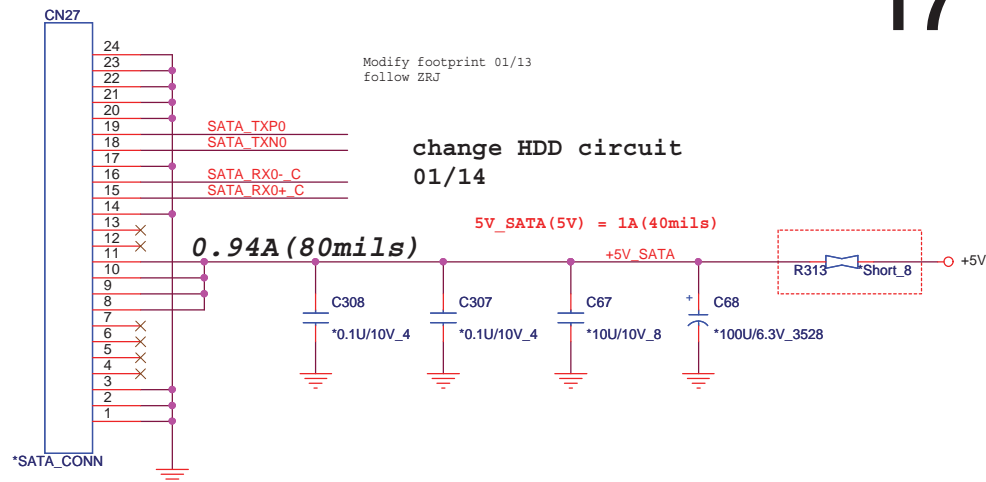 CN27
17
24
23
22
21
20
19
18
17
16
15
14
13
12
11
10
9
8
7
6
5
4
3
2
1
*SATA_CONN
Modify footprint 01/13
follow ZRJ
SATA_TXP0
SATA_TXN0
SATA_RX0-_C
SATA_RX0+_C
change HDD circuit
01/14
0.94A(80mils)
5V_SATA(5V) = 1A(40mils)
+5V_SATA
R313
*Short_8
+5V
C308
*0.1U/10V_4
C307
*0.1U/10V_4
C67
*10U/10V_8
+
C68
*100U/6.3V_3528